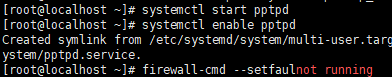 [root@localhost ~]# systemctl start pptpd
[root@localhost ~]# systemctl enable pptpd
Created symlink from /etc/systemd/system/multi-user.targ
ystem/pptpd.service.
[root@localhost ~]# firewall-cmd --setfaulnot running